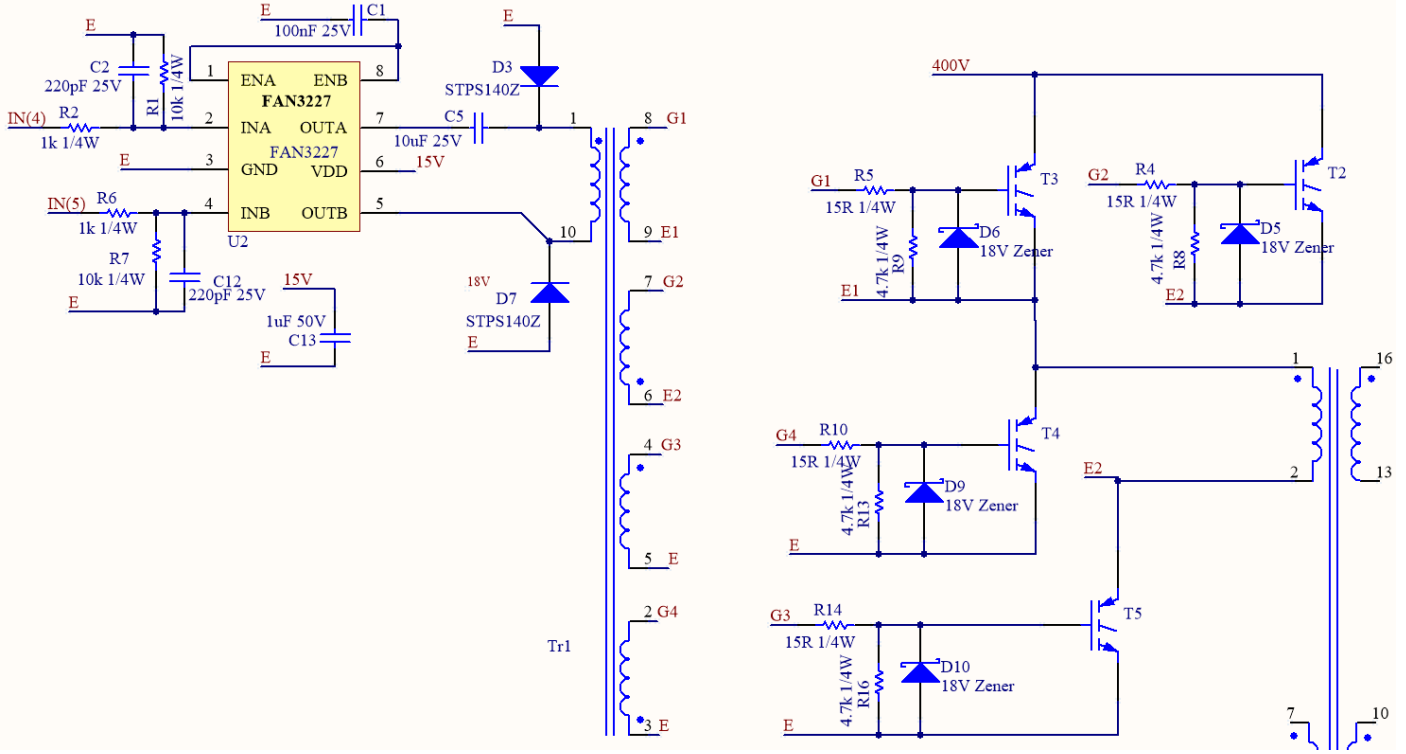 E
C1
100nF 25V
E
C2
220pF 25V
R1
10k 1/4W
1
ENA
ENB
8
FAN3227
IN(4)
R2
1k 1/4W
2
INA
OUTA
7
FAN3227
E
3
GND
VDD
6
15V
IN(5)
R6
1k 1/4W
4
INB
OUTB
5
U2
R7
10k 1/4W
C12
220pF 25V
E
15V
1uF 50V
C13
E
E
D3
STPS140Z
C5
10uF 25V
1
10
18V
D7
STPS140Z
E
8
G1
9
E1
7
G2
6
E2
4
G3
5
E
2
G4
3
E
Tr1
400V
G1
R5
15R 1/4W
T3
4.7k 1/4W
R9
D6
18V Zener
E1
G2
R4
15R 1/4W
T2
4.7k 1/4W
R8
D5
18V Zener
E2
G4
R10
15R 1/4W
T4
4.7k 1/4W
R13
D9
18V Zener
E
E2
G3
R14
15R 1/4W
T5
4.7k 1/4W
R16
D10
18V Zener
E
1
16
2
13
7
10